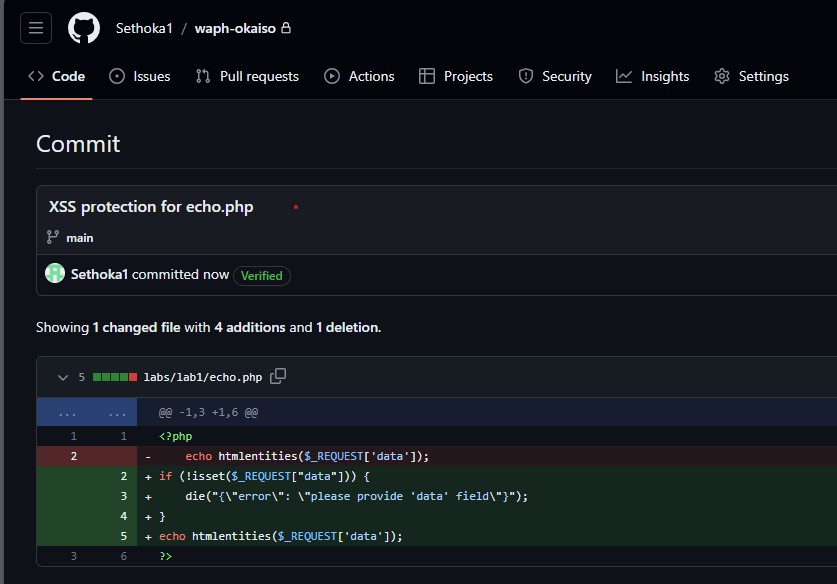 Sethoka1 / waph-okaiso
Code Issues Pull requests Actions Projects Security Insights Settings
Commit
XSS protection for echo.php
main
Sethoka1 committed now Verified
Showing 1 changed file with 4 additions and 1 deletion.
5 labs/lab1/echo.php
... ... @@ -1,3 +1,6 @@
1 1 <?php
2 - echo htmlentities($_REQUEST['data']);
2 + if (!isset($_REQUEST["data"])) {
3 + die("{\"error\": \"please provide 'data' field\"}");
4 + }
5 + echo htmlentities($_REQUEST['data']);
3 6 ?>